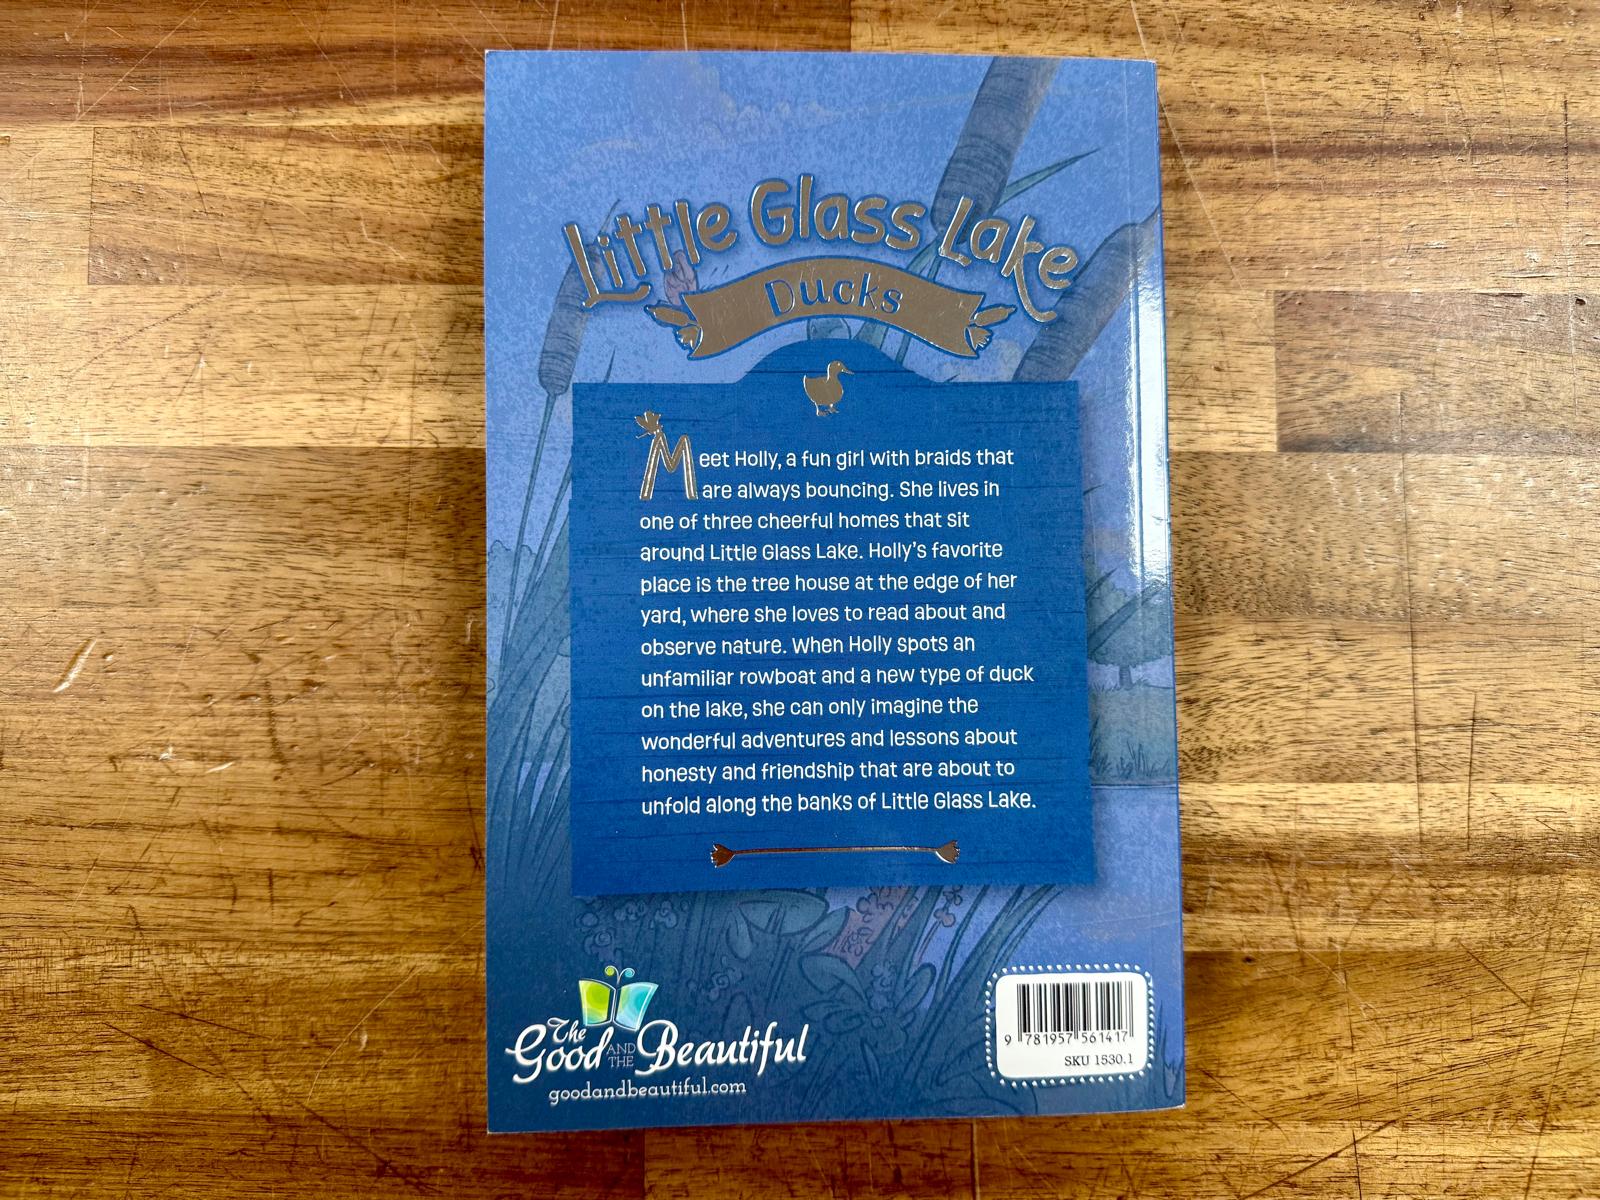 Little Glass Lake
Ducks
Meet Holly, a fun girl with braids that
are always bouncing. She lives in
one of three cheerful homes that sit
around Little Glass Lake. Holly's favorite
place is the tree house at the edge of her
yard, where she loves to read about and
observe nature. When Holly spots an
unfamiliar rowboat and a new type of duck
on the lake, she can only imagine the
wonderful adventures and lessons about
honesty and friendship that are about to
unfold along the banks of Little Glass Lake.
The
Good AND THE Beautiful
goodandbeautiful.com
9 781957 561417
SKU 1530.1